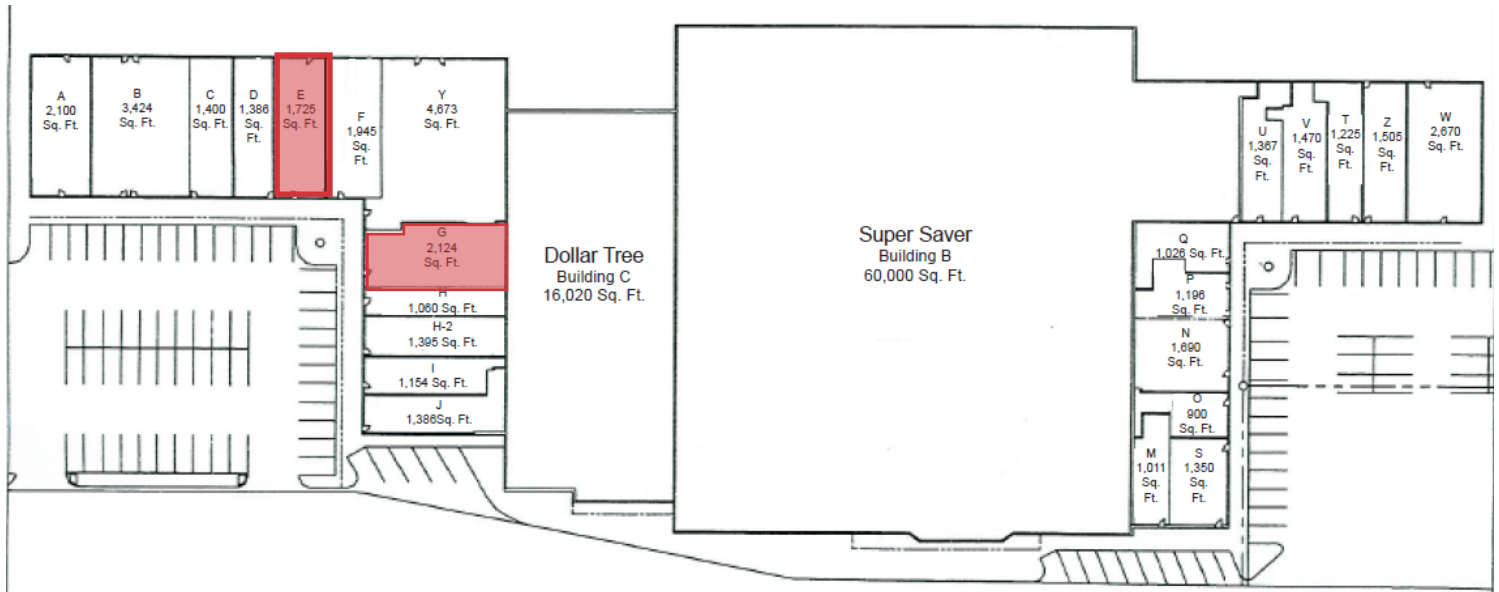 A
2,100
Sq. Ft.
B
3,424
Sq. Ft.
C
1,400
Sq. Ft.
D
1,386
Sq.
Ft.
E
1,725
Sq. Ft.
F
1,945
Sq.
Ft.
Y
4,673
Sq. Ft.
G
2,124
Sq. Ft.
H
1,060 Sq. Ft.
H-2
1,395 Sq. Ft.
I
1,154 Sq. Ft.
J
1,386Sq. Ft.
Dollar Tree
Building C
16,020 Sq. Ft.
Super Saver
Building B
60,000 Sq. Ft.
U
1,367
Sq.
Ft.
V
1,470
Sq.
Ft.
T
1,225
Sq.
Ft.
Z
1,505
Sq.
Ft.
W
2,670
Sq. Ft.
Q
1,026 Sq. Ft.
P
1,196
Sq. Ft.
N
1,690
Sq. Ft.
O
900
Sq. Ft.
M
1,011
Sq.
Ft.
S
1,350
Sq.
Ft.